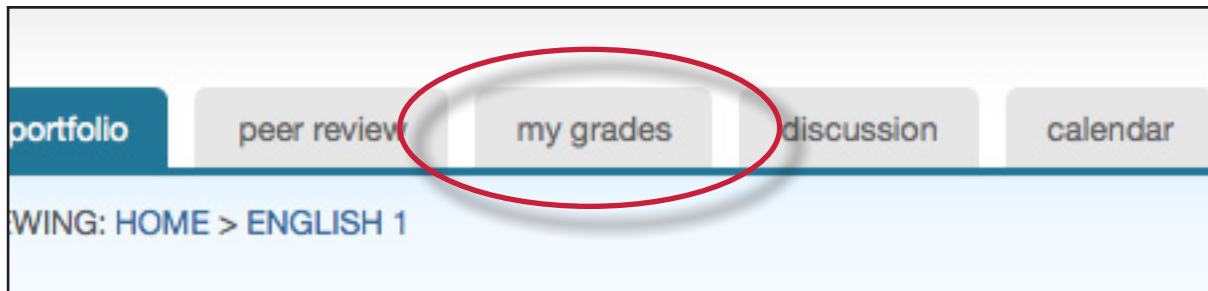 portfolio peer review my grades discussion calendar
EWING: HOME > ENGLISH 1